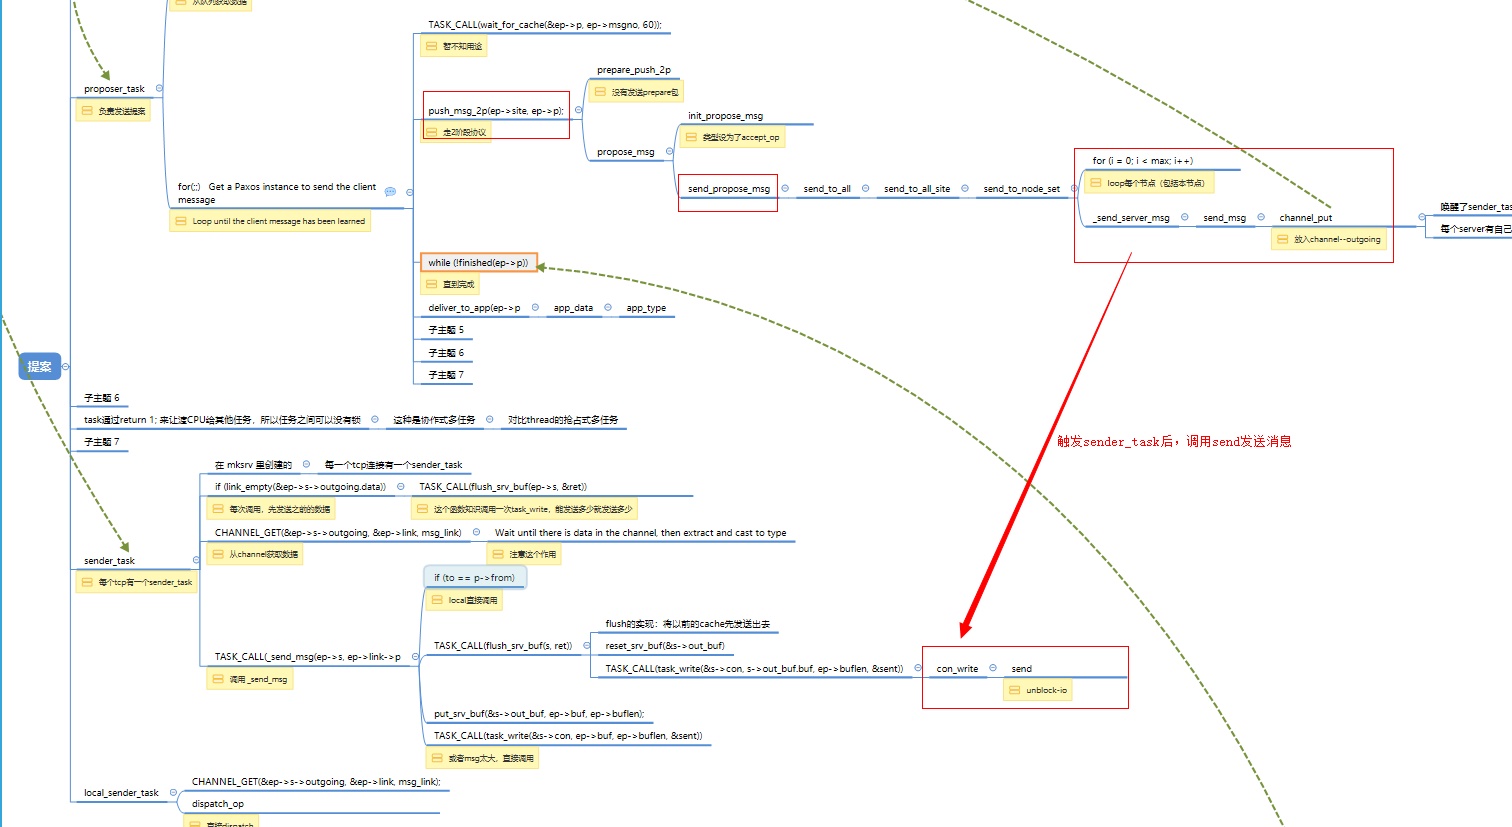 从队列获取数据
proposer_task
负责发送提案
for(;;) Get a Paxos instance to send the client
message
Loop until the client message has been learned
TASK_CALL(wait_for_cache(&ep->p, ep->msgno, 60));
暂不知用途
push_msg_2p(ep->site, ep->p);
走2阶段协议
prepare_push_2p
没有发送prepare包
propose_msg
init_propose_msg
类型设为了accept_op
send_propose_msg
send_to_all
send_to_all_site
send_to_node_set
for (i = 0; i < max; i++)
loop每个节点（包括本节点）
_send_server_msg
send_msg
channel_put
放入channel--outgoing
唤醒了sender_tas
每个server有自己
while (!finished(ep->p))
直到完成
deliver_to_app(ep->p
app_data
app_type
子主题 5
子主题 6
子主题 7
提案
子主题 6
task通过return 1; 来让渡CPU给其他任务，所以任务之间可以没有锁
这种是协作式多任务
对比thread的抢占式多任务
子主题 7
触发sender_task后，调用send发送消息
sender_task
每个tcp有一个sender_task
在 mksrv 里创建的
每一个tcp连接有一个sender_task
if (link_empty(&ep->s->outgoing.data))
每次调用，先发送之前的数据
TASK_CALL(flush_srv_buf(ep->s, &ret))
这个函数知识调用一次task_write，能发送多少就发送多少
CHANNEL_GET(&ep->s->outgoing, &ep->link, msg_link)
从channel获取数据
Wait until there is data in the channel, then extract and cast to type
注意这个作用
TASK_CALL(_send_msg(ep->s, ep->link->p
调用 _send_msg
if (to == p->from)
local直接调用
TASK_CALL(flush_srv_buf(s, ret))
flush的实现：将以前的cache先发送出去
reset_srv_buf(&s->out_buf)
TASK_CALL(task_write(&s->con, s->out_buf.buf, ep->buflen, &sent))
con_write
send
unblock-io
put_srv_buf(&s->out_buf, ep->buf, ep->buflen);
TASK_CALL(task_write(&s->con, ep->buf, ep->buflen, &sent))
或者msg太大，直接调用
local_sender_task
CHANNEL_GET(&ep->s->outgoing, &ep->link, msg_link);
dispatch_op
直接dispatch